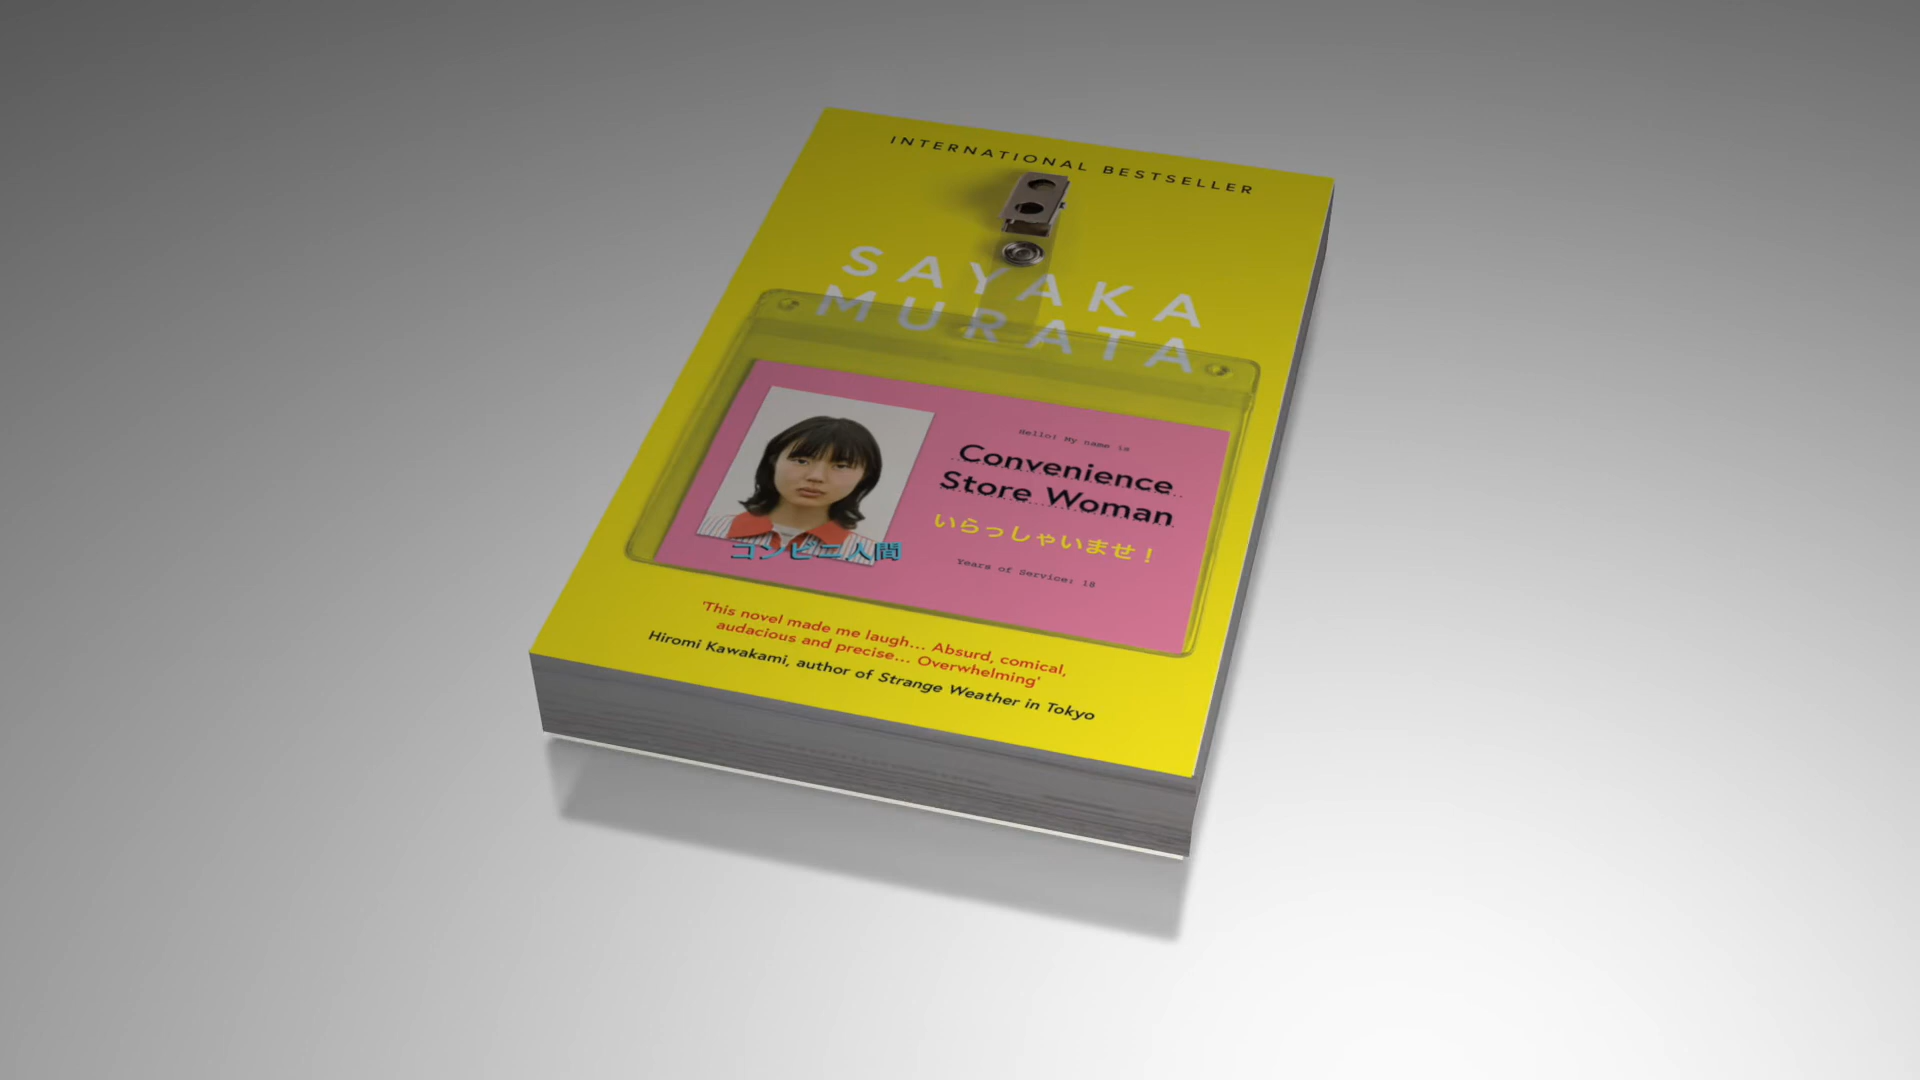 INTERNATIONAL BESTSELLER
SAYAKA
MURATA
Hello! My name is
Convenience
Store Woman
いらっしゃいませ！
コンビニ人間
Years of Service: 18
'This novel made me laugh... Absurd, comical,
audacious and precise... Overwhelming'
Hiromi Kawakami, author of Strange Weather in Tokyo